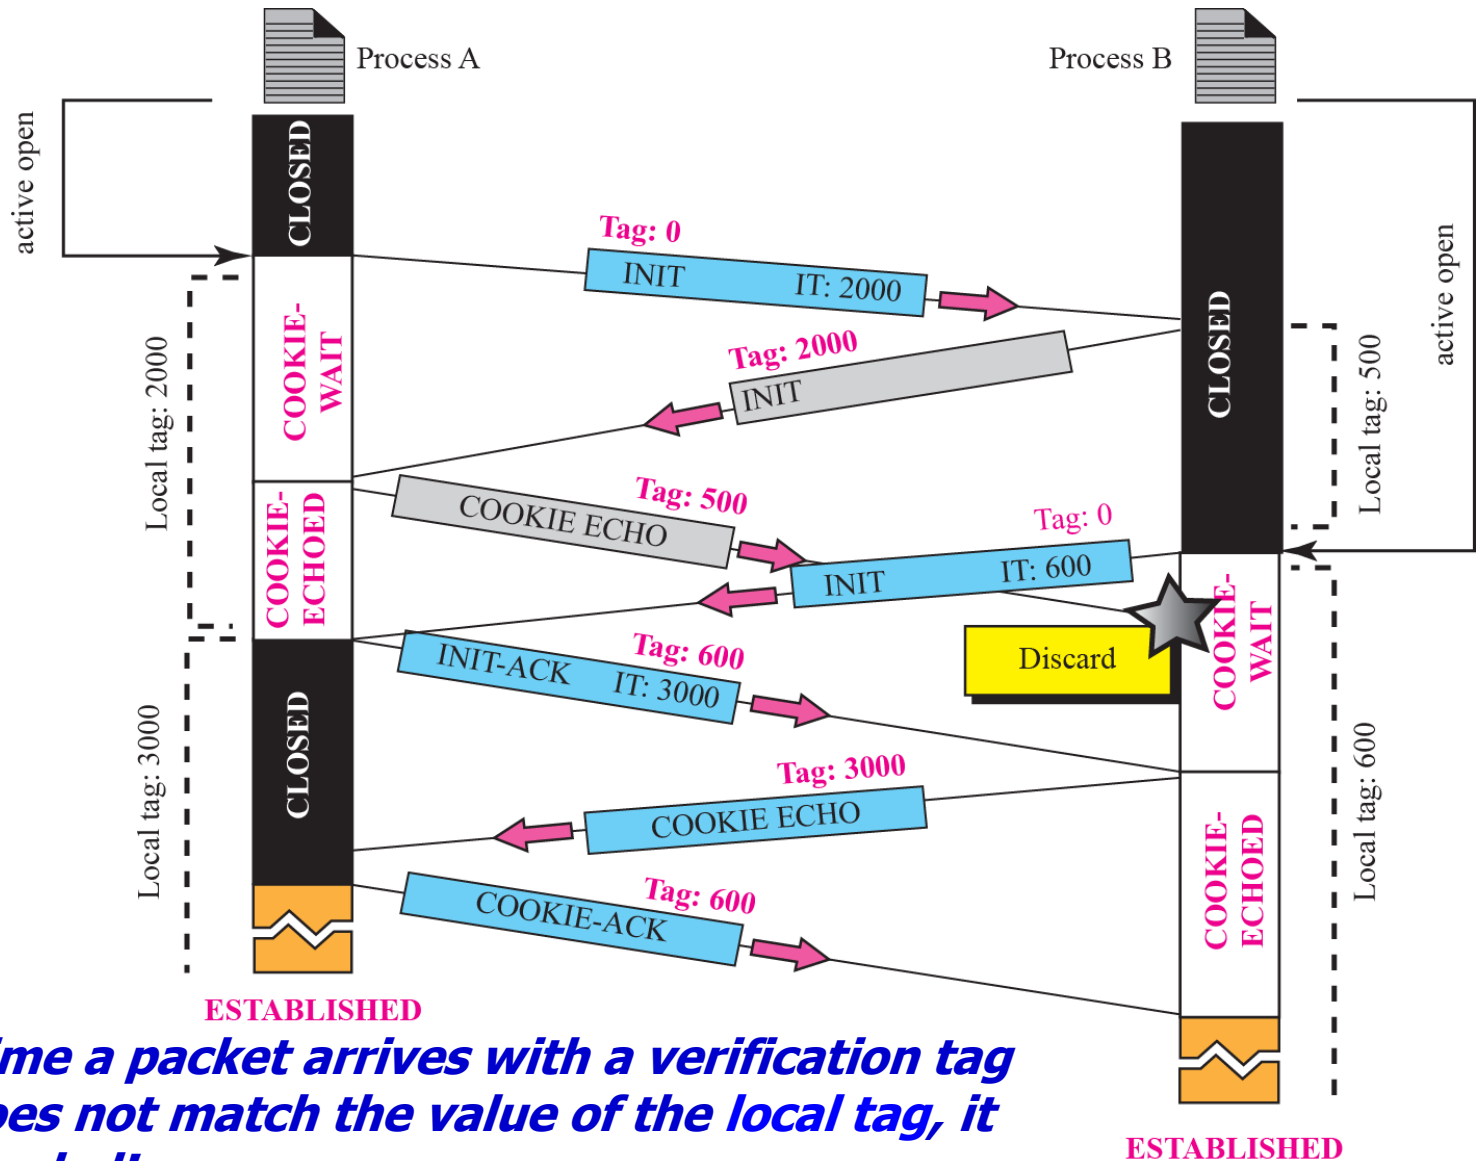 Process A
Process B
active open
CLOSED
Tag: 0
INIT IT: 2000
active open
COOKIE-
WAIT
Local tag: 2000
CLOSED
Local tag: 500
Tag: 2000
INIT
COOKIE-
ECHOED
Tag: 500
COOKIE ECHO
Tag: 0
INIT IT: 600
Discard
COOKIE-
WAIT
Tag: 600
INIT-ACK IT: 3000
CLOSED
Local tag: 3000
Local tag: 600
Tag: 3000
COOKIE ECHO
COOKIE-
ECHOED
Tag: 600
COOKIE-ACK
ESTABLISHED
me a packet arrives with a verification tag
oes not match the value of the local tag, it
ESTABLISHED